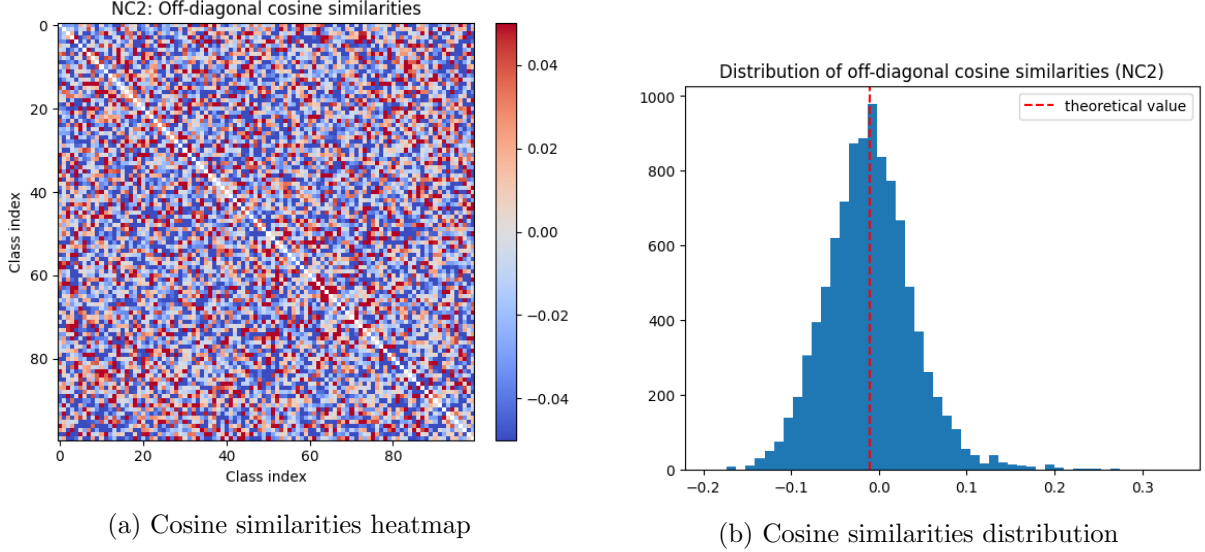 NC2: Off-diagonal cosine similarities
0
20
40
60
80
Class index
0 20 40 60 80
Class index
0.04
0.02
0.00
−0.02
−0.04
(a) Cosine similarities heatmap
Distribution of off-diagonal cosine similarities (NC2)
theoretical value
1000
800
600
400
200
0
−0.2 −0.1 0.0 0.1 0.2 0.3
(b) Cosine similarities distribution